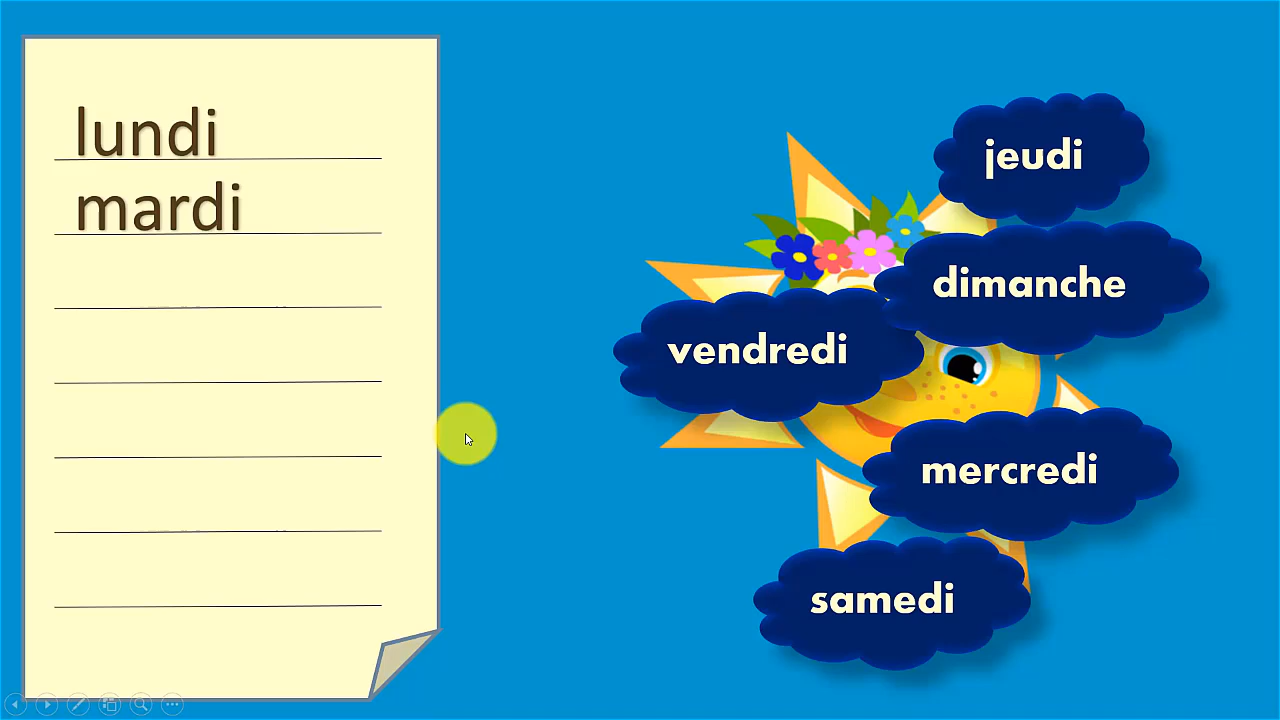 lundi
mardi
jeudi
dimanche
vendredi
mercredi
samedi